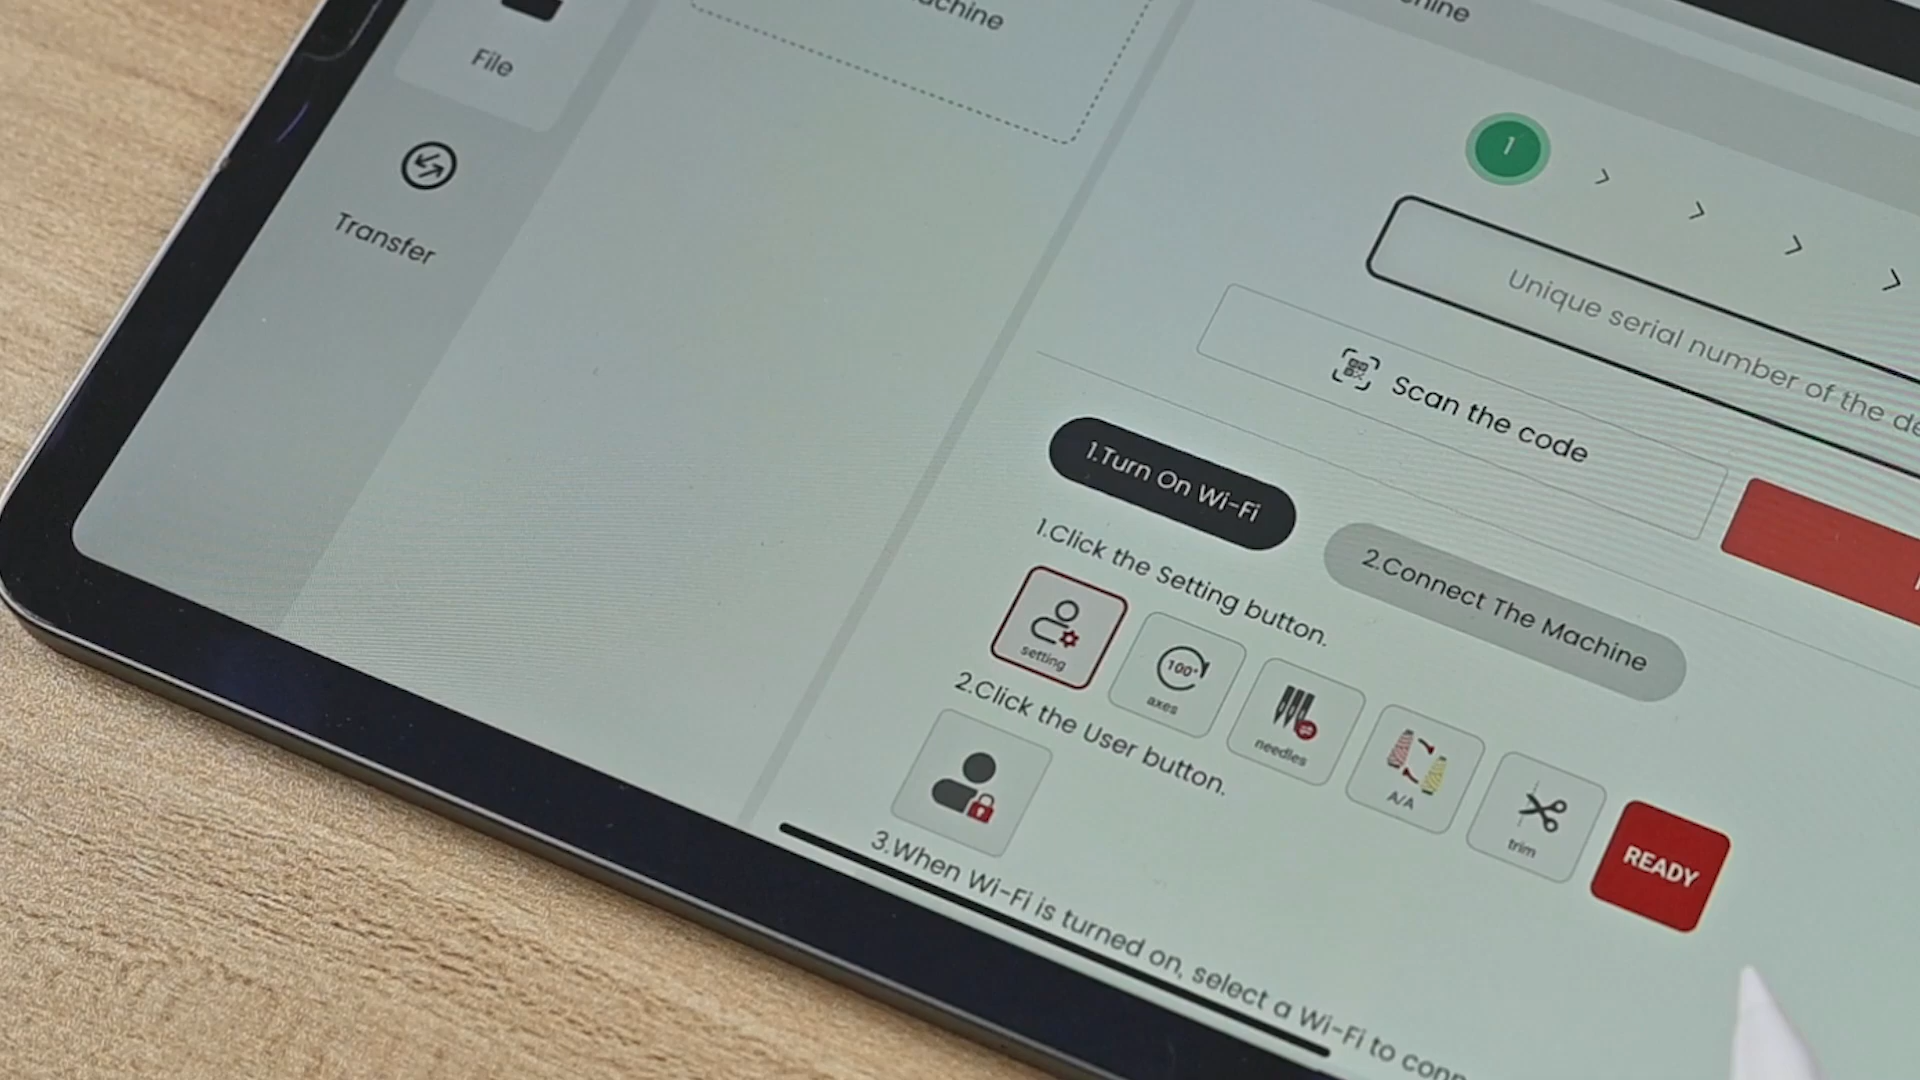 File
Transfer
1
Unique serial number of the
Scan the code
1.Turn On Wi-Fi
2.Connect The Machine
1.Click the Setting button.
setting
100°
axes
needles
A/A
trim
READY
2.Click the User button.
3.When Wi-Fi is turned on, select a Wi-Fi to